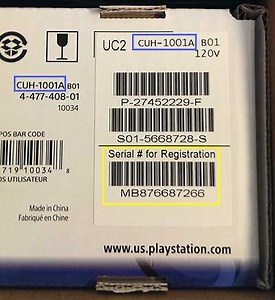 UC2 CUH-1001A B01
120V
CUH-1001A B01
4-477-408-01
10034
P-27452229-F
S01-5668728-S
POS BAR CODE
Serial # for Registration
MB876687266
719 10034 8
OS UTILISATEUR
Made in China
Fabriqué en Chine
www.us.playstation.com